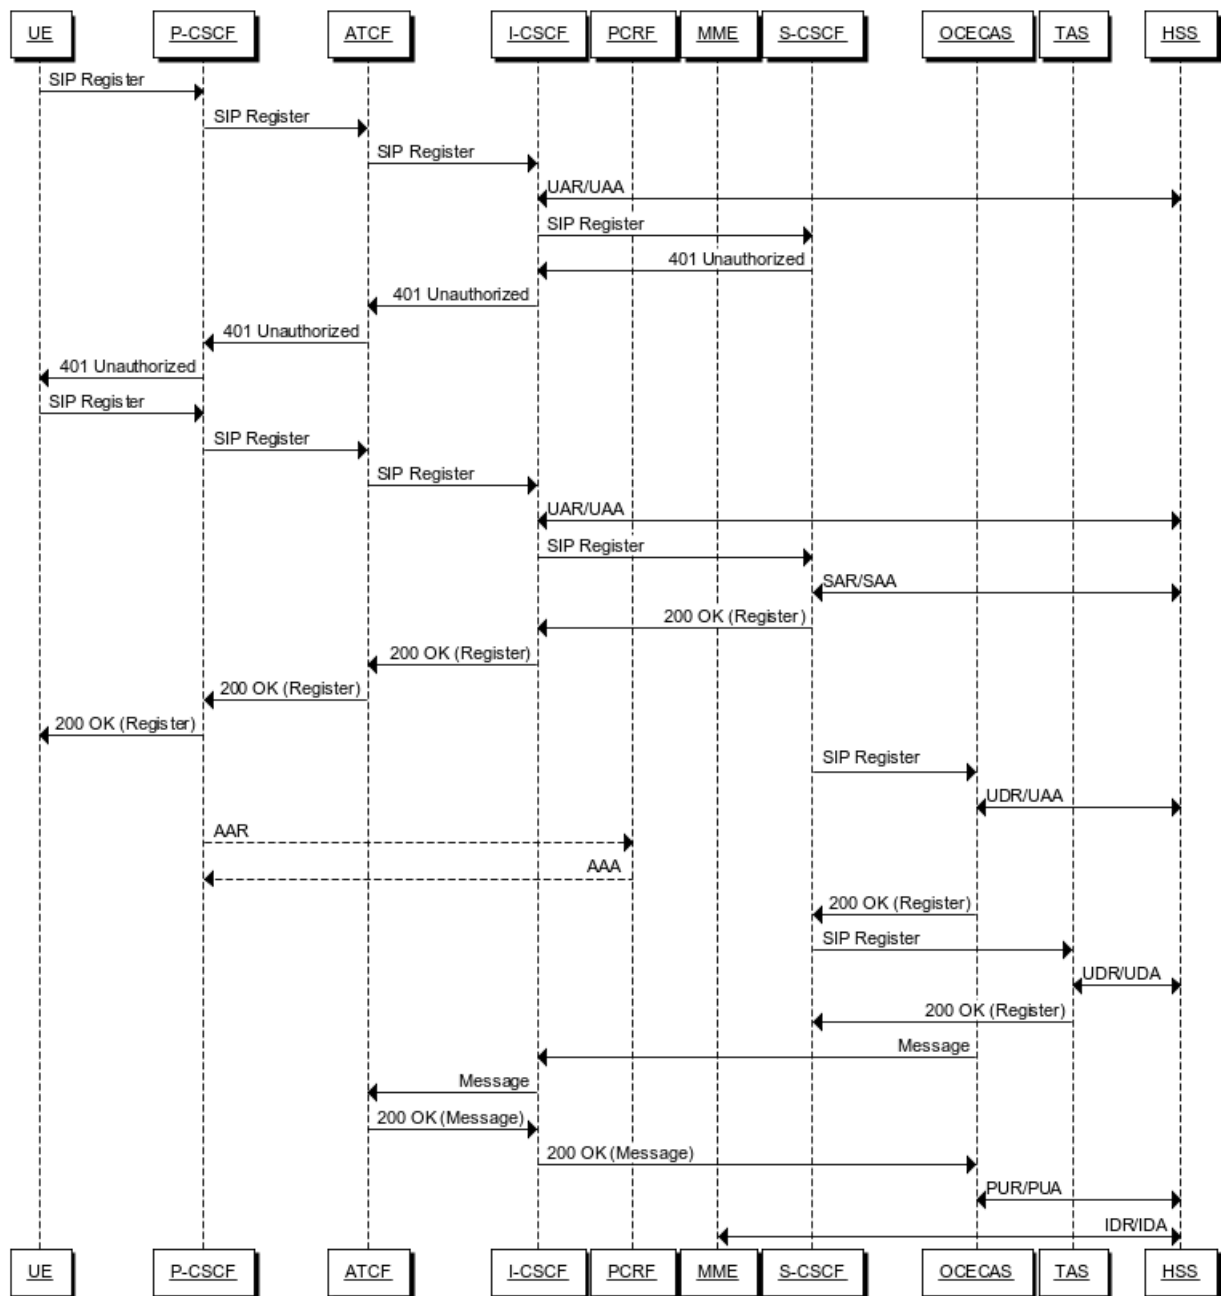 UE P-CSCF ATCF I-CSCF PCRF MME S-CSCF OCECAS TAS HSS
SIP Register
SIP Register
SIP Register
UAR/UAA
SIP Register
401 Unauthorized
401 Unauthorized
401 Unauthorized
401 Unauthorized
SIP Register
SIP Register
SIP Register
UAR/UAA
SIP Register
SAR/SAA
200 OK (Register)
200 OK (Register)
200 OK (Register)
200 OK (Register)
SIP Register
UDR/UAA
AAR
AAA
200 OK (Register)
SIP Register
UDR/UDA
200 OK (Register)
Message
Message
200 OK (Message)
200 OK (Message)
PUR/PUA
IDR/IDA
UE P-CSCF ATCF I-CSCF PCRF MME S-CSCF OCECAS TAS HSS